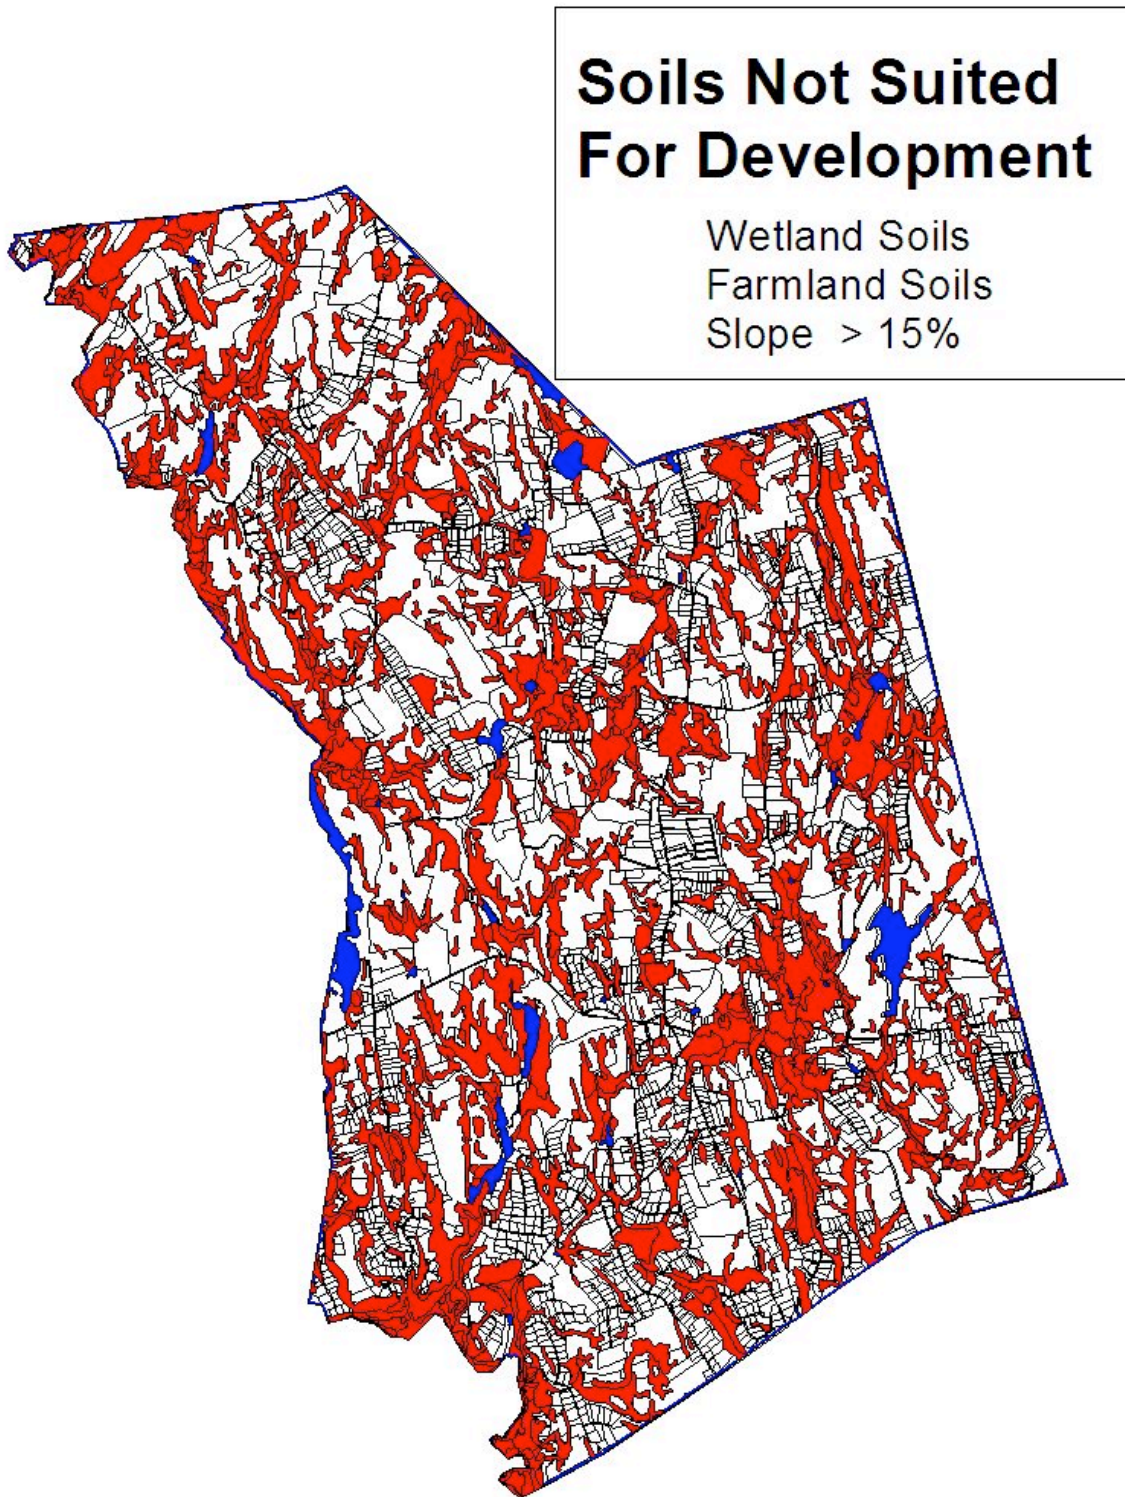 Soils Not Suited
For Development
Wetland Soils
Farmland Soils
Slope > 15%